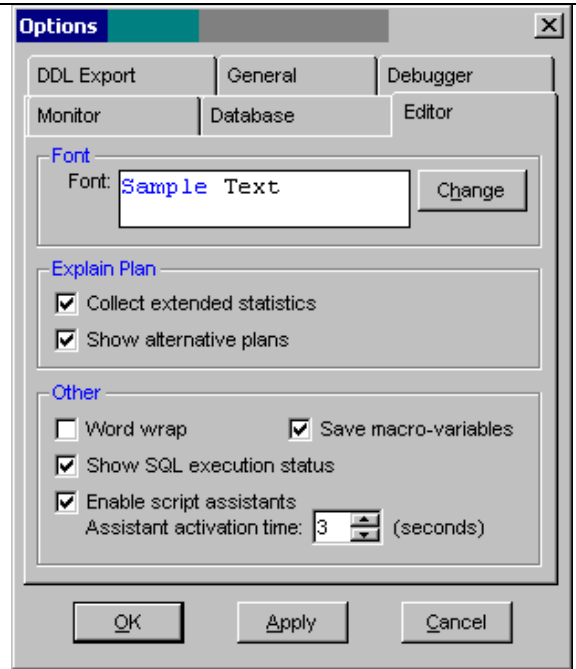 Options
DDL Export General Debugger
Monitor Database Editor
Font
Font: Sample Text Change
Explain Plan
Collect extended statistics
Show alternative plans
Other
Word wrap Save macro-variables
Show SQL execution status
Enable script assistants
Assistant activation time: 3 (seconds)
OK Apply Cancel